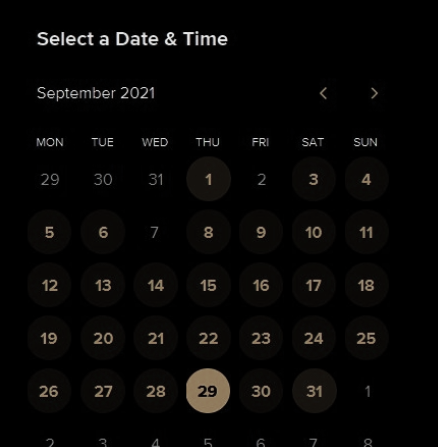 Select a Date & Time
September 2021
MON TUE WED THU FRI SAT SUN
29 30 31 1 2 3 4
5 6 7 8 9 10 11
12 13 14 15 16 17 18
19 20 21 22 23 24 25
26 27 28 29 30 31 1
2 3 4 5 6 7 8